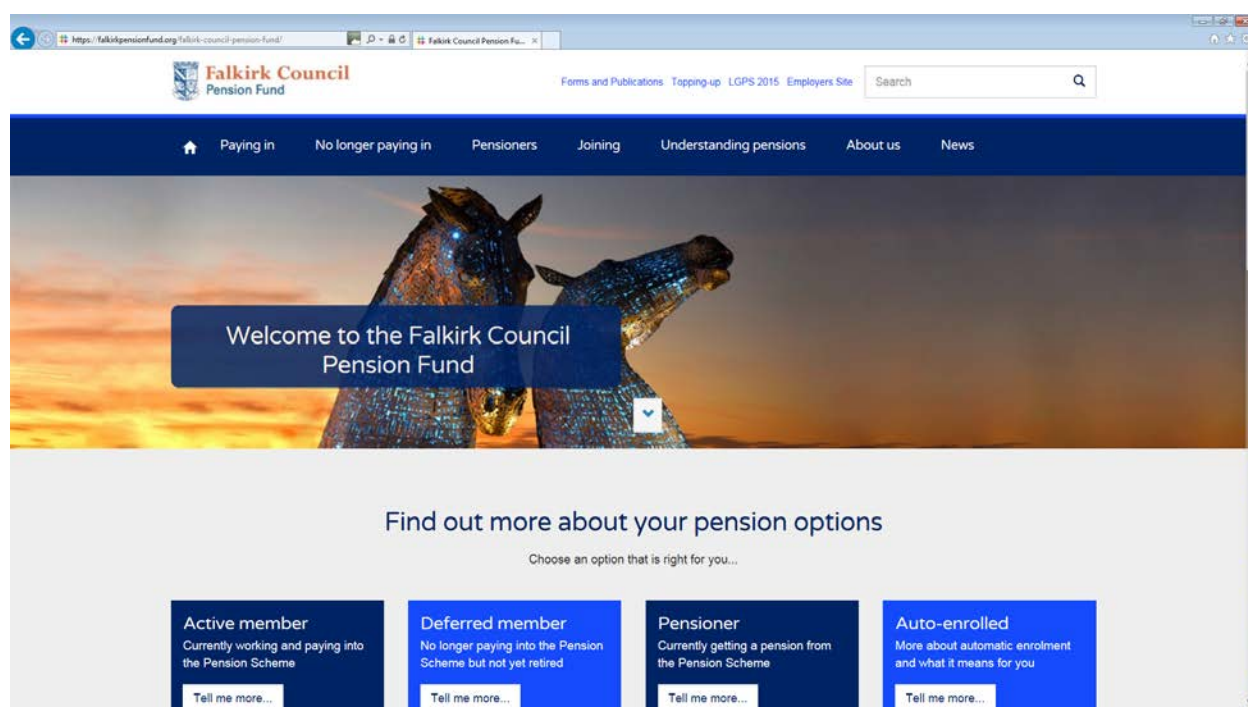 https://falkirkpensionfund.org/falkirk-council-pension-fund/
Falkirk Council Pension Fu...
Falkirk Council
Pension Fund
Forms and Publications Topping-up LGPS 2015 Employers Site Search
Paying in No longer paying in Pensioners Joining Understanding pensions About us News
Welcome to the Falkirk Council
Pension Fund
Find out more about your pension options
Choose an option that is right for you...
Active member
Currently working and paying into
the Pension Scheme
Tell me more...
Deferred member
No longer paying into the Pension
Scheme but not yet retired
Tell me more...
Pensioner
Currently getting a pension from
the Pension Scheme
Tell me more...
Auto-enrolled
More about automatic enrolment
and what it means for you
Tell me more...